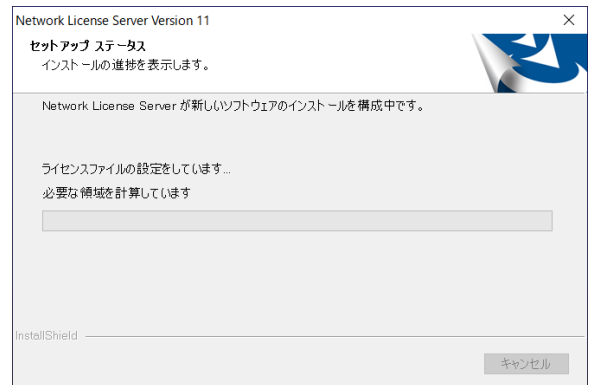 Network License Server Version 11
セットアップ ステータス
インストールの進捗を表示します。
Network License Server が新しいソフトウェアのインストールを構成中です。
ライセンスファイルの設定をしています...
必要な領域を計算しています
InstallShield
キャンセル